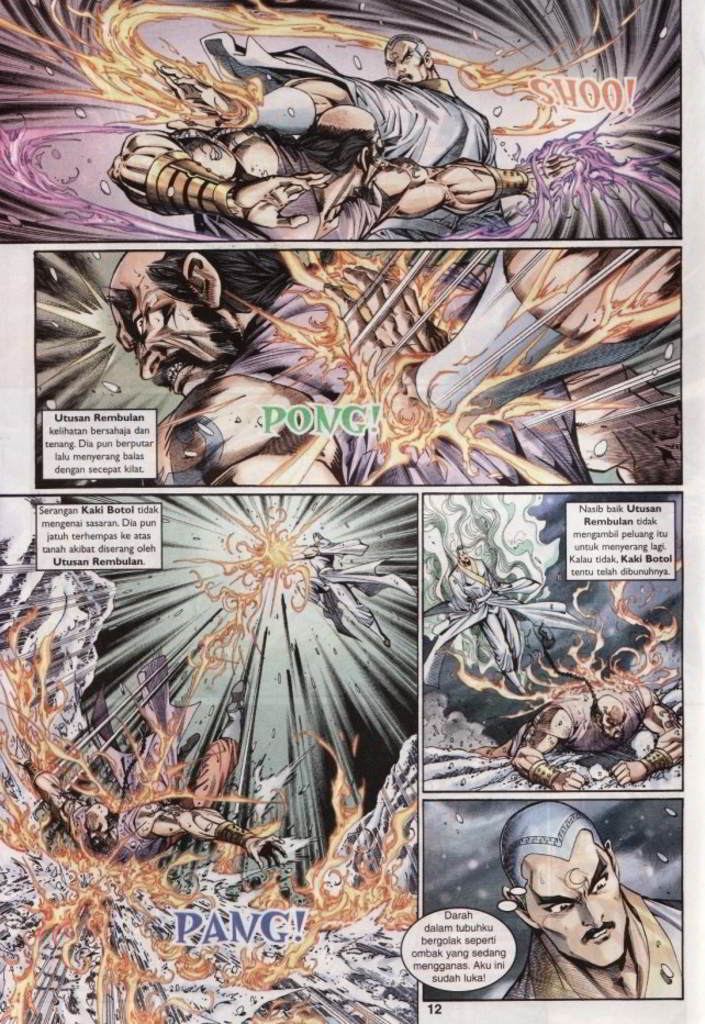 SHOO!
PONG!
Utusan Rembulan
kelihatan bersahaja dan
tenang. Dia pun berputar
lalu menyerang balas
dengan secepat kilat.
Serangan Kaki Botol tidak
mengenai sasaran. Dia pun
jatuh terhempas ke atas
tanah akibat diserang oleh
Utusan Rembulan.
PANG!
Nasib baik Utusan
Rembulan tidak
mengambil peluang itu
untuk menyerang lagi.
Kalau tidak, Kaki Botol
tentu telah dibunuhnya.
Darah
dalam tubuhku
bergolak seperti
ombak yang sedang
mengganas. Aku ini
sudah luka!
12